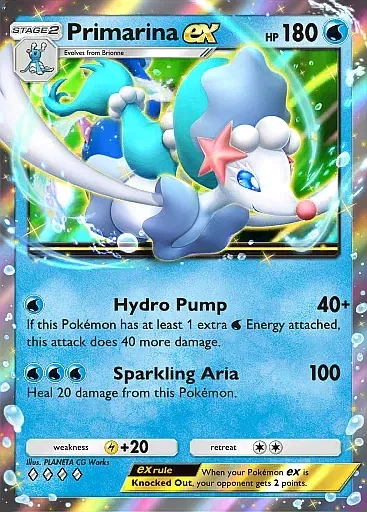 STAGE 2
Primarina ex
HP 180
Evolves from Brionne
Hydro Pump 40+
If this Pokémon has at least 1 extra Energy attached,
this attack does 40 more damage.
Sparkling Aria 100
Heal 20 damage from this Pokémon.
weakness +20 retreat
Illus. PLANETA CG Works
ex rule When your Pokémon ex is
Knocked Out, your opponent gets 2 points.